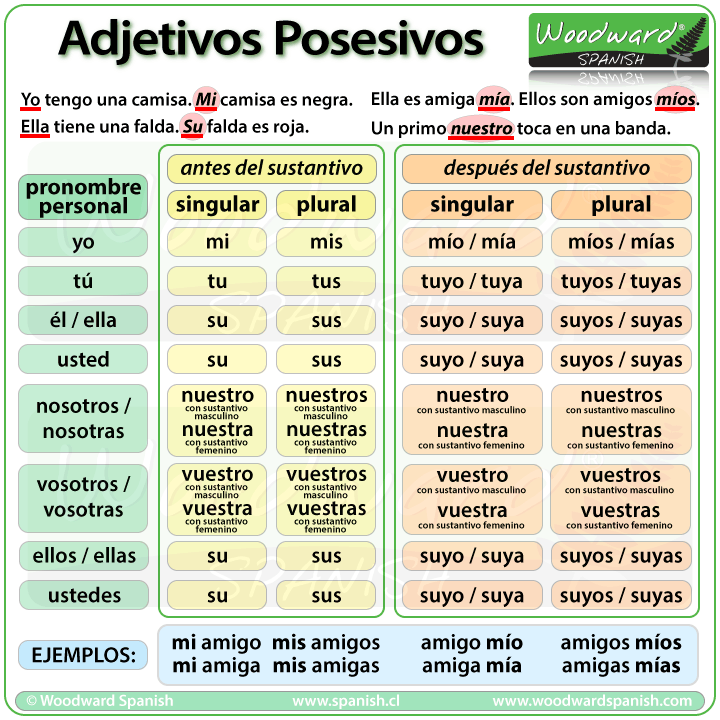 Adjetivos Posesivos
Woodward®
SPANISH
Yo tengo una camisa. Mi camisa es negra.
Ella tiene una falda. Su falda es roja.
Ella es amiga mía. Ellos son amigos míos.
Un primo nuestro toca en una banda.
antes del sustantivo después del sustantivo
pronombre personal singular plural singular plural
yo mi mis mío / mía míos / mías
tú tu tus tuyo / tuya tuyos / tuyas
él / ella su sus suyo / suya suyos / suyas
usted su sus suyo / suya suyos / suyas
nosotros / nosotras
nuestro con sustantivo masculino nuestra con sustantivo femenino
nuestros con sustantivo masculino nuestras con sustantivo femenino
nuestro con sustantivo masculino nuestra con sustantivo femenino
nuestros con sustantivo masculino nuestras con sustantivo femenino
vosotros / vosotras
vuestro con sustantivo masculino vuestra con sustantivo femenino
vuestros con sustantivo masculino vuestras con sustantivo femenino
vuestro con sustantivo masculino vuestra con sustantivo femenino
vuestros con sustantivo masculino vuestras con sustantivo femenino
ellos / ellas su sus suyo / suya suyos / suyas
ustedes su sus suyo / suya suyos / suyas
EJEMPLOS:
mi amigo mis amigos amigo mío amigos míos
mi amiga mis amigas amiga mía amigas mías
© Woodward Spanish www.spanish.cl www.woodwardspanish.com